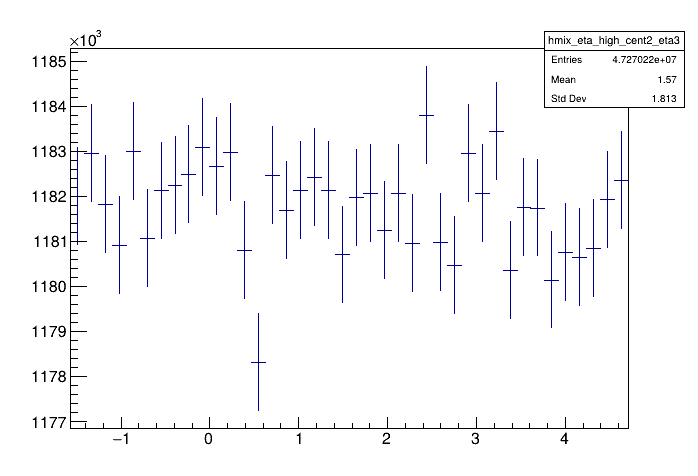 ×10³
hmix_eta_high_cent2_eta3
Entries 4.727022e+07
Mean 1.57
Std Dev 1.813
1185
1184
1183
1182
1181
1180
1179
1178
1177
−1 0 1 2 3 4